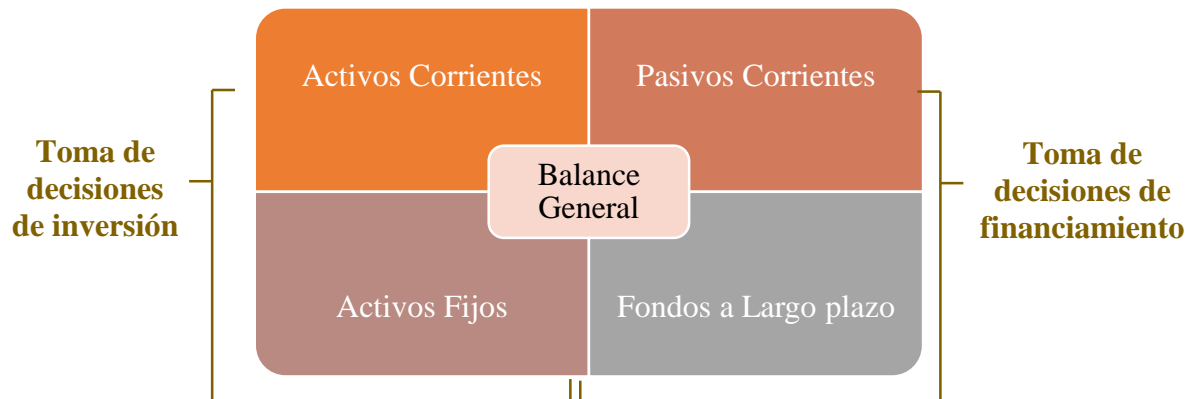 Activos Corrientes
Pasivos Corrientes
Toma de
decisiones
de inversión
Balance
General
Toma de
decisiones de
financiamiento
Activos Fijos
Fondos a Largo plazo